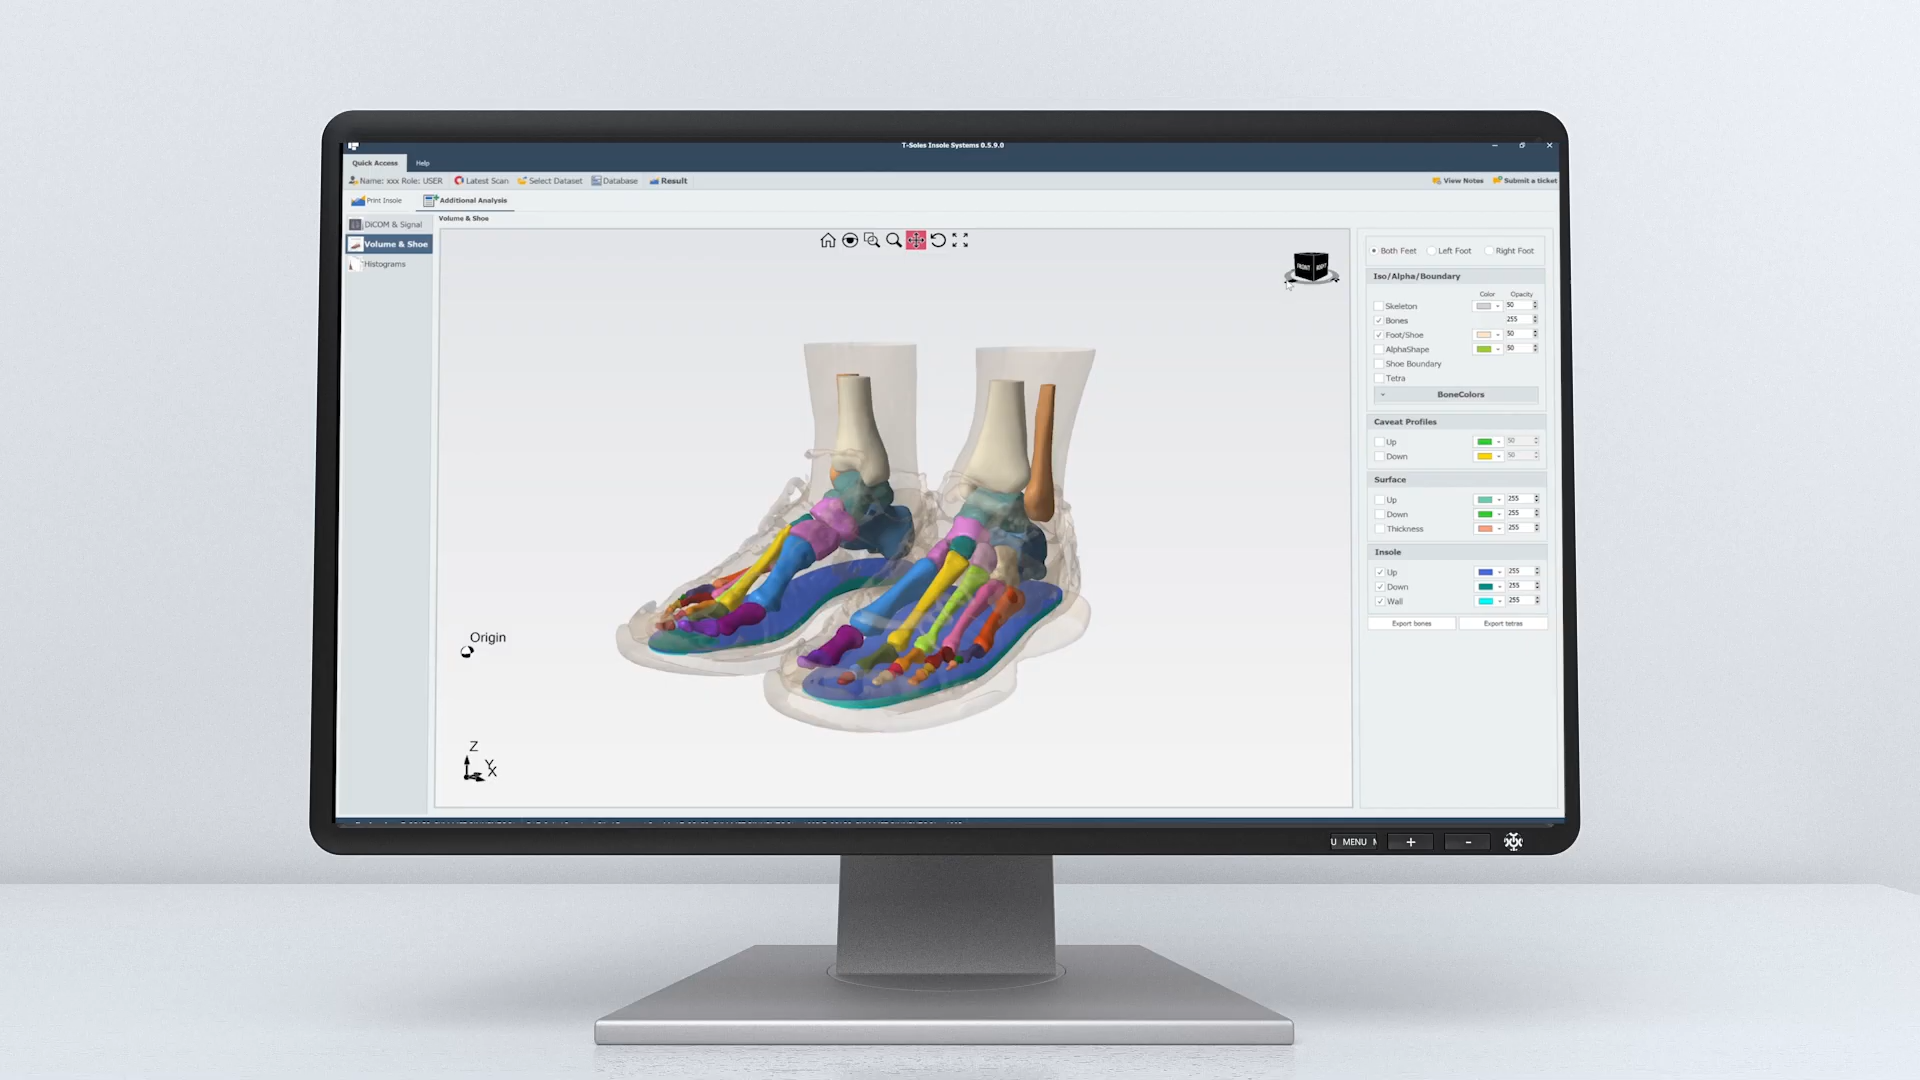 T-Soles Insole Systems 0.5.9.0
Quick Access Help
Name: xxx Role: USER Latest Scan Select Dataset Database Result View Notes Submit a ticket
Print Insole Additional Analysis
DiCOM & Signal
Volume & Shoe
Histograms
Volume & Shoe
FRONT
Origin
Z
Y
X
Both Feet Left Foot Right Foot
Iso/Alpha/Boundary
Color Opacity
Skeleton 50
Bones 255
Foot/Shoe 50
AlphaShape 50
Shoe Boundary
Tetra
BoneColors
Caveat Profiles
Up 50
Down 50
Surface
Up 255
Down 255
Thickness 255
Insole
Up 255
Down 255
Wall 255
Export bones Export tetras
U MENU + -